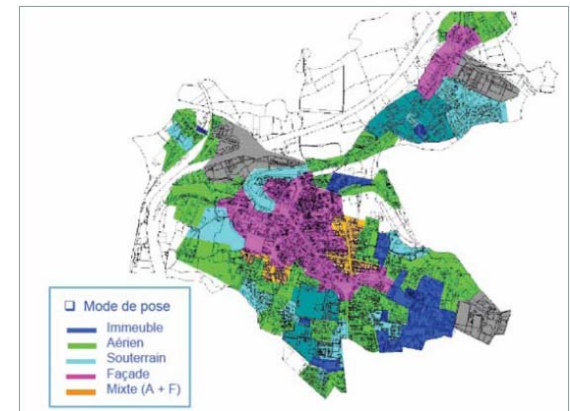 Mode de pose
Immeuble
Aérien
Souterrain
Façade
Mixte (A + F)